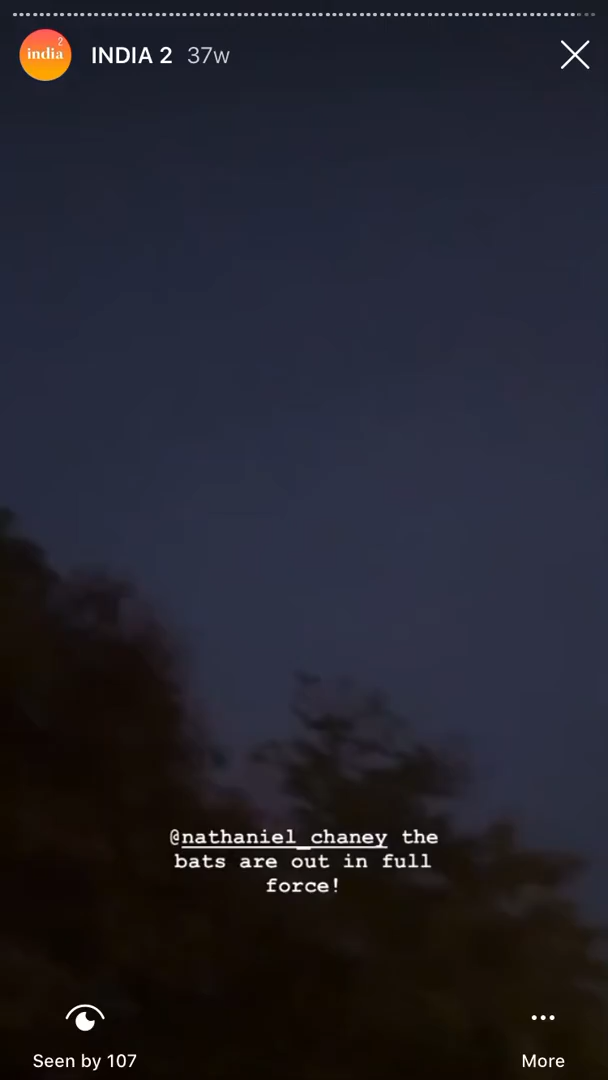 india 2
INDIA 2 37w
@nathaniel_chaney the
bats are out in full
force!
Seen by 107
More